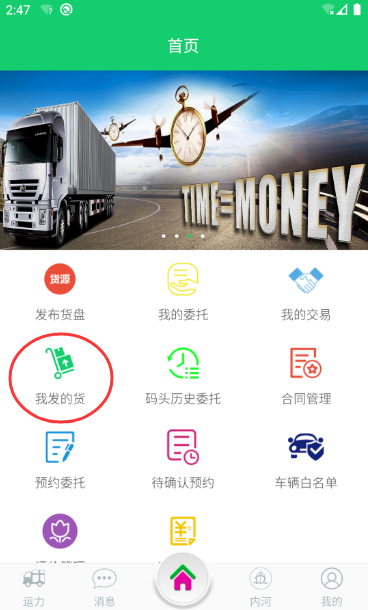 2:47
首页
TIME=MONEY
货源
发布货盘
我的委托
我的交易
我发的货
码头历史委托
合同管理
预约委托
待确认预约
车辆白名单
运力
消息
内河
我的